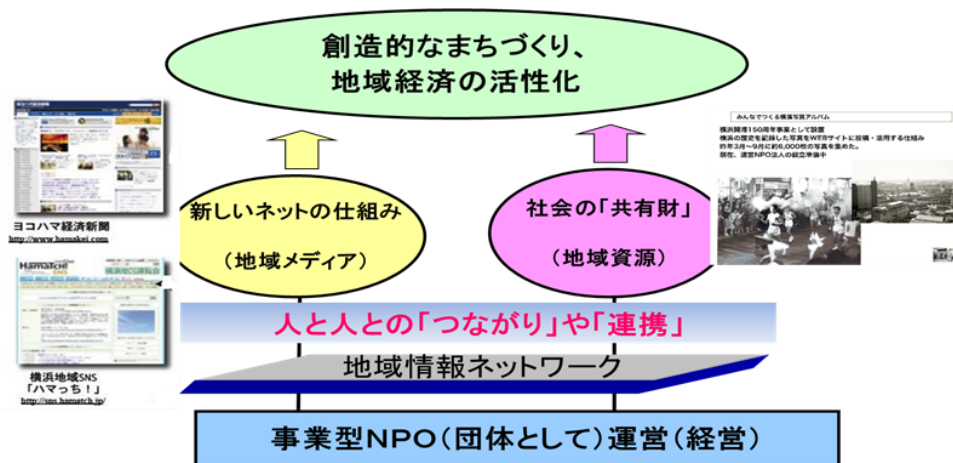 創造的なまちづくり、
地域経済の活性化
ヨコハマ経済新聞
http://www.hamakei.com
新しいネットの仕組み
(地域メディア)
社会の「共有財」
(地域資源)
みんなでつくる横濱写真アルバム
横浜開港150周年事業として設置
横浜の歴史を記録した写真をWEBサイトに投稿・活用する仕組み
昨年3月~9月に約6,000枚の写真を集めた。
現在、運営NPO法人の設立準備中
Hamatch! SNS
横浜地域SNS
「ハマっち!」
http://sns.hamatch.jp/
人と人との「つながり」や「連携」
地域情報ネットワーク
事業型NPO(団体として)運営(経営)